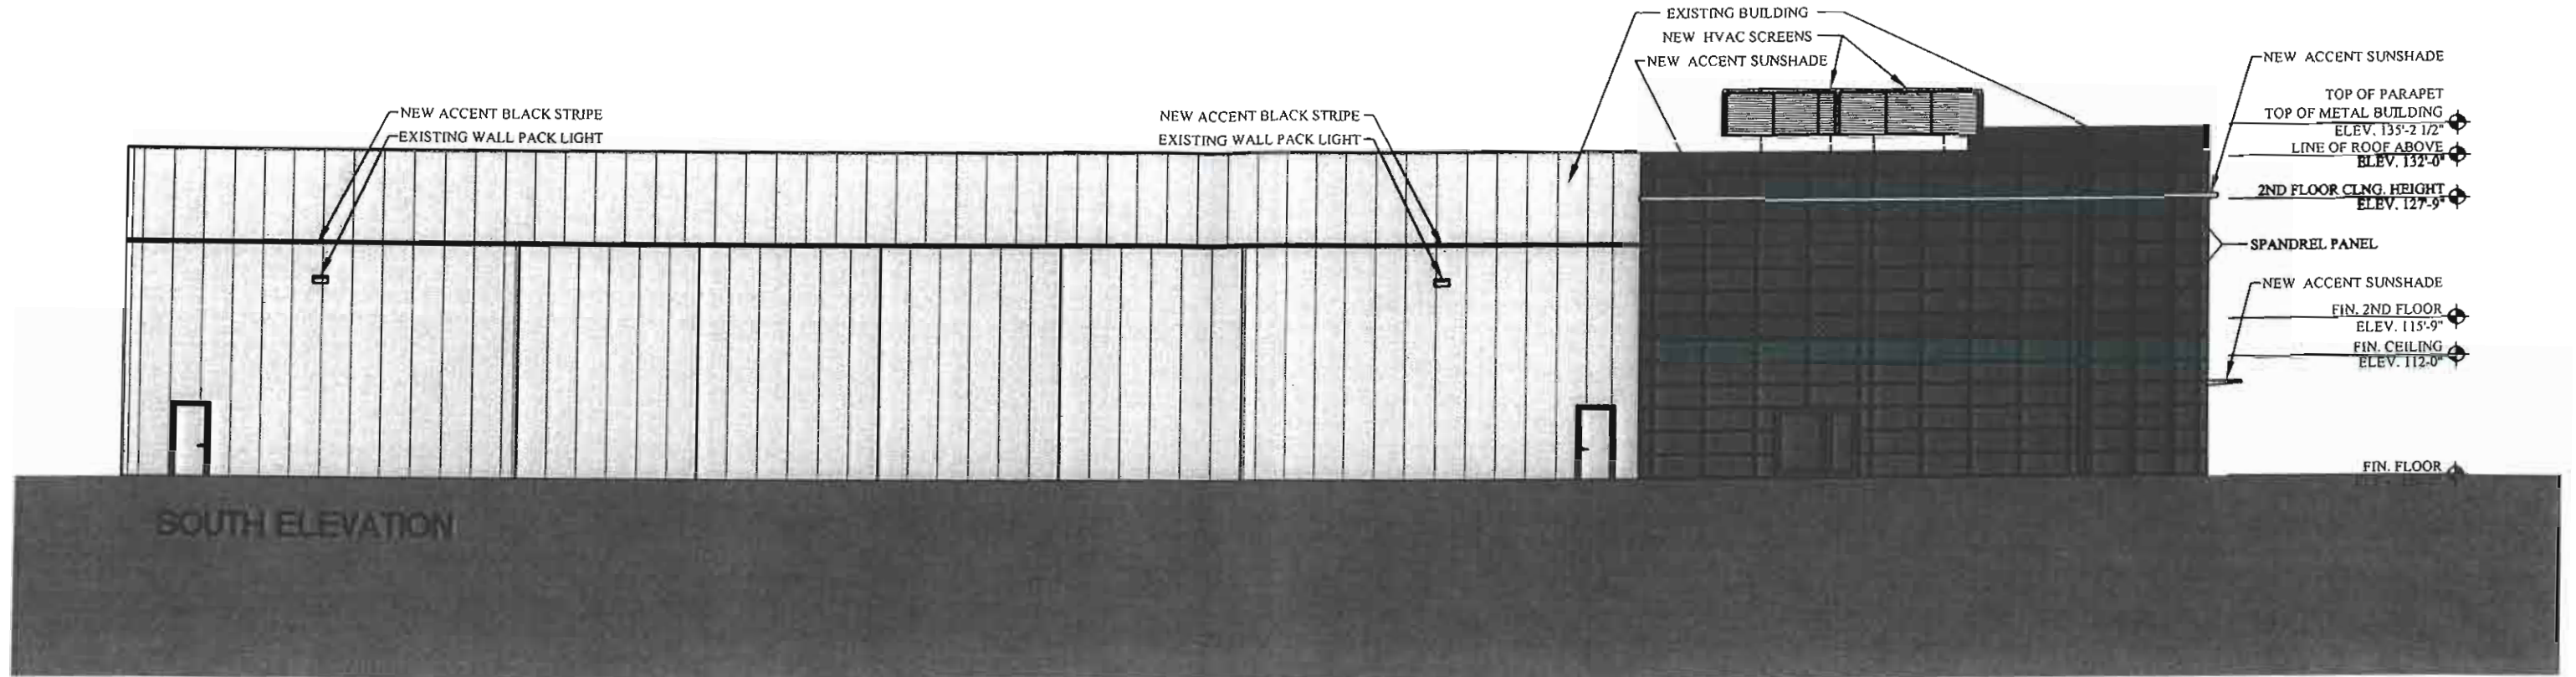 EXISTING BUILDING
NEW HVAC SCREENS
NEW ACCENT SUNSHADE
NEW ACCENT SUNSHADE
TOP OF PARAPET
TOP OF METAL BUILDING
ELEV. 135'-2 1/2"
LINE OF ROOF ABOVE
ELEV. 132'-0"
2ND FLOOR CLNG. HEIGHT
ELEV. 127'-9"
SPANDREL PANEL
NEW ACCENT SUNSHADE
FIN. 2ND FLOOR
ELEV. 115'-9"
FIN. CEILING
ELEV. 112-0"
FIN. FLOOR
NEW ACCENT BLACK STRIPE
EXISTING WALL PACK LIGHT
NEW ACCENT BLACK STRIPE
EXISTING WALL PACK LIGHT
SOUTH ELEVATION